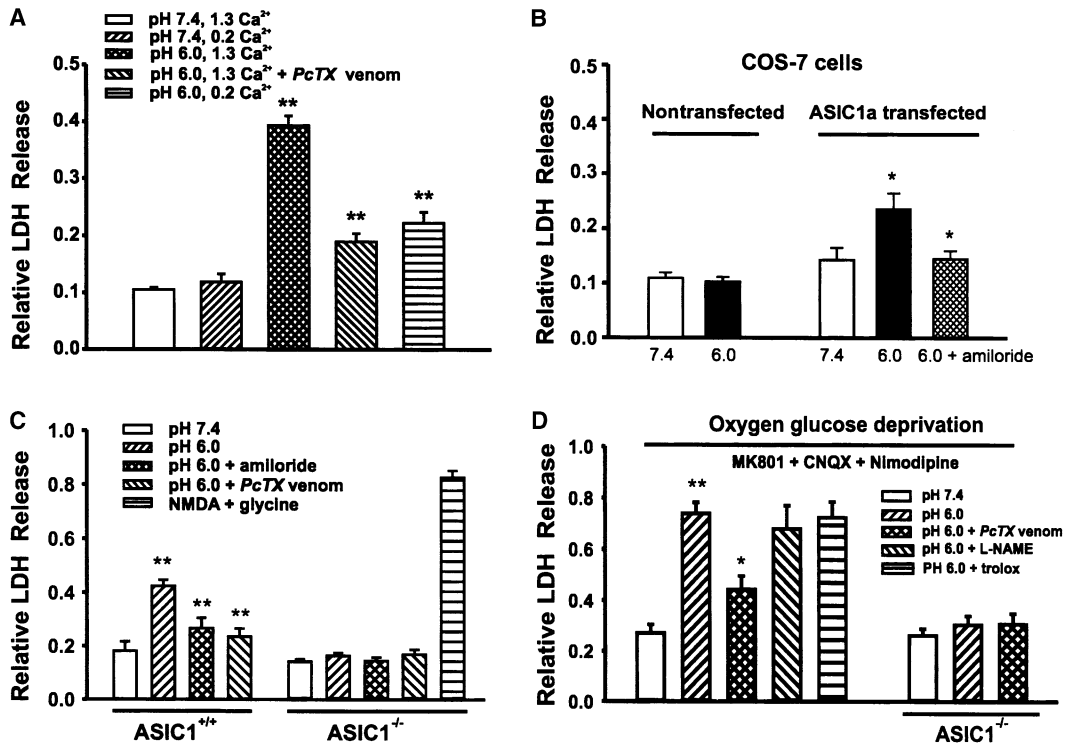 A
pH 7.4, 1.3 Ca²⁺
pH 7.4, 0.2 Ca²⁺
pH 6.0, 1.3 Ca²⁺
pH 6.0, 1.3 Ca²⁺ + PcTX venom
pH 6.0, 0.2 Ca²⁺
Relative LDH Release
0.5
0.4
0.3
0.2
0.1
0.0
**
**
**
B
COS-7 cells
Nontransfected
ASIC1a transfected
Relative LDH Release
0.5
0.4
0.3
0.2
0.1
0.0
*
*
7.4
6.0
7.4
6.0
6.0 + amiloride
C
pH 7.4
pH 6.0
pH 6.0 + amiloride
pH 6.0 + PcTX venom
NMDA + glycine
Relative LDH Release
1.0
0.8
0.6
0.4
0.2
0.0
**
**
**
ASIC1⁺/⁺
ASIC1⁻/⁻
D
Oxygen glucose deprivation
MK801 + CNQX + Nimodipine
pH 7.4
pH 6.0
pH 6.0 + PcTX venom
pH 6.0 + L-NAME
PH 6.0 + trolox
Relative LDH Release
1.0
0.8
0.6
0.4
0.2
0.0
**
*
ASIC1⁻/⁻